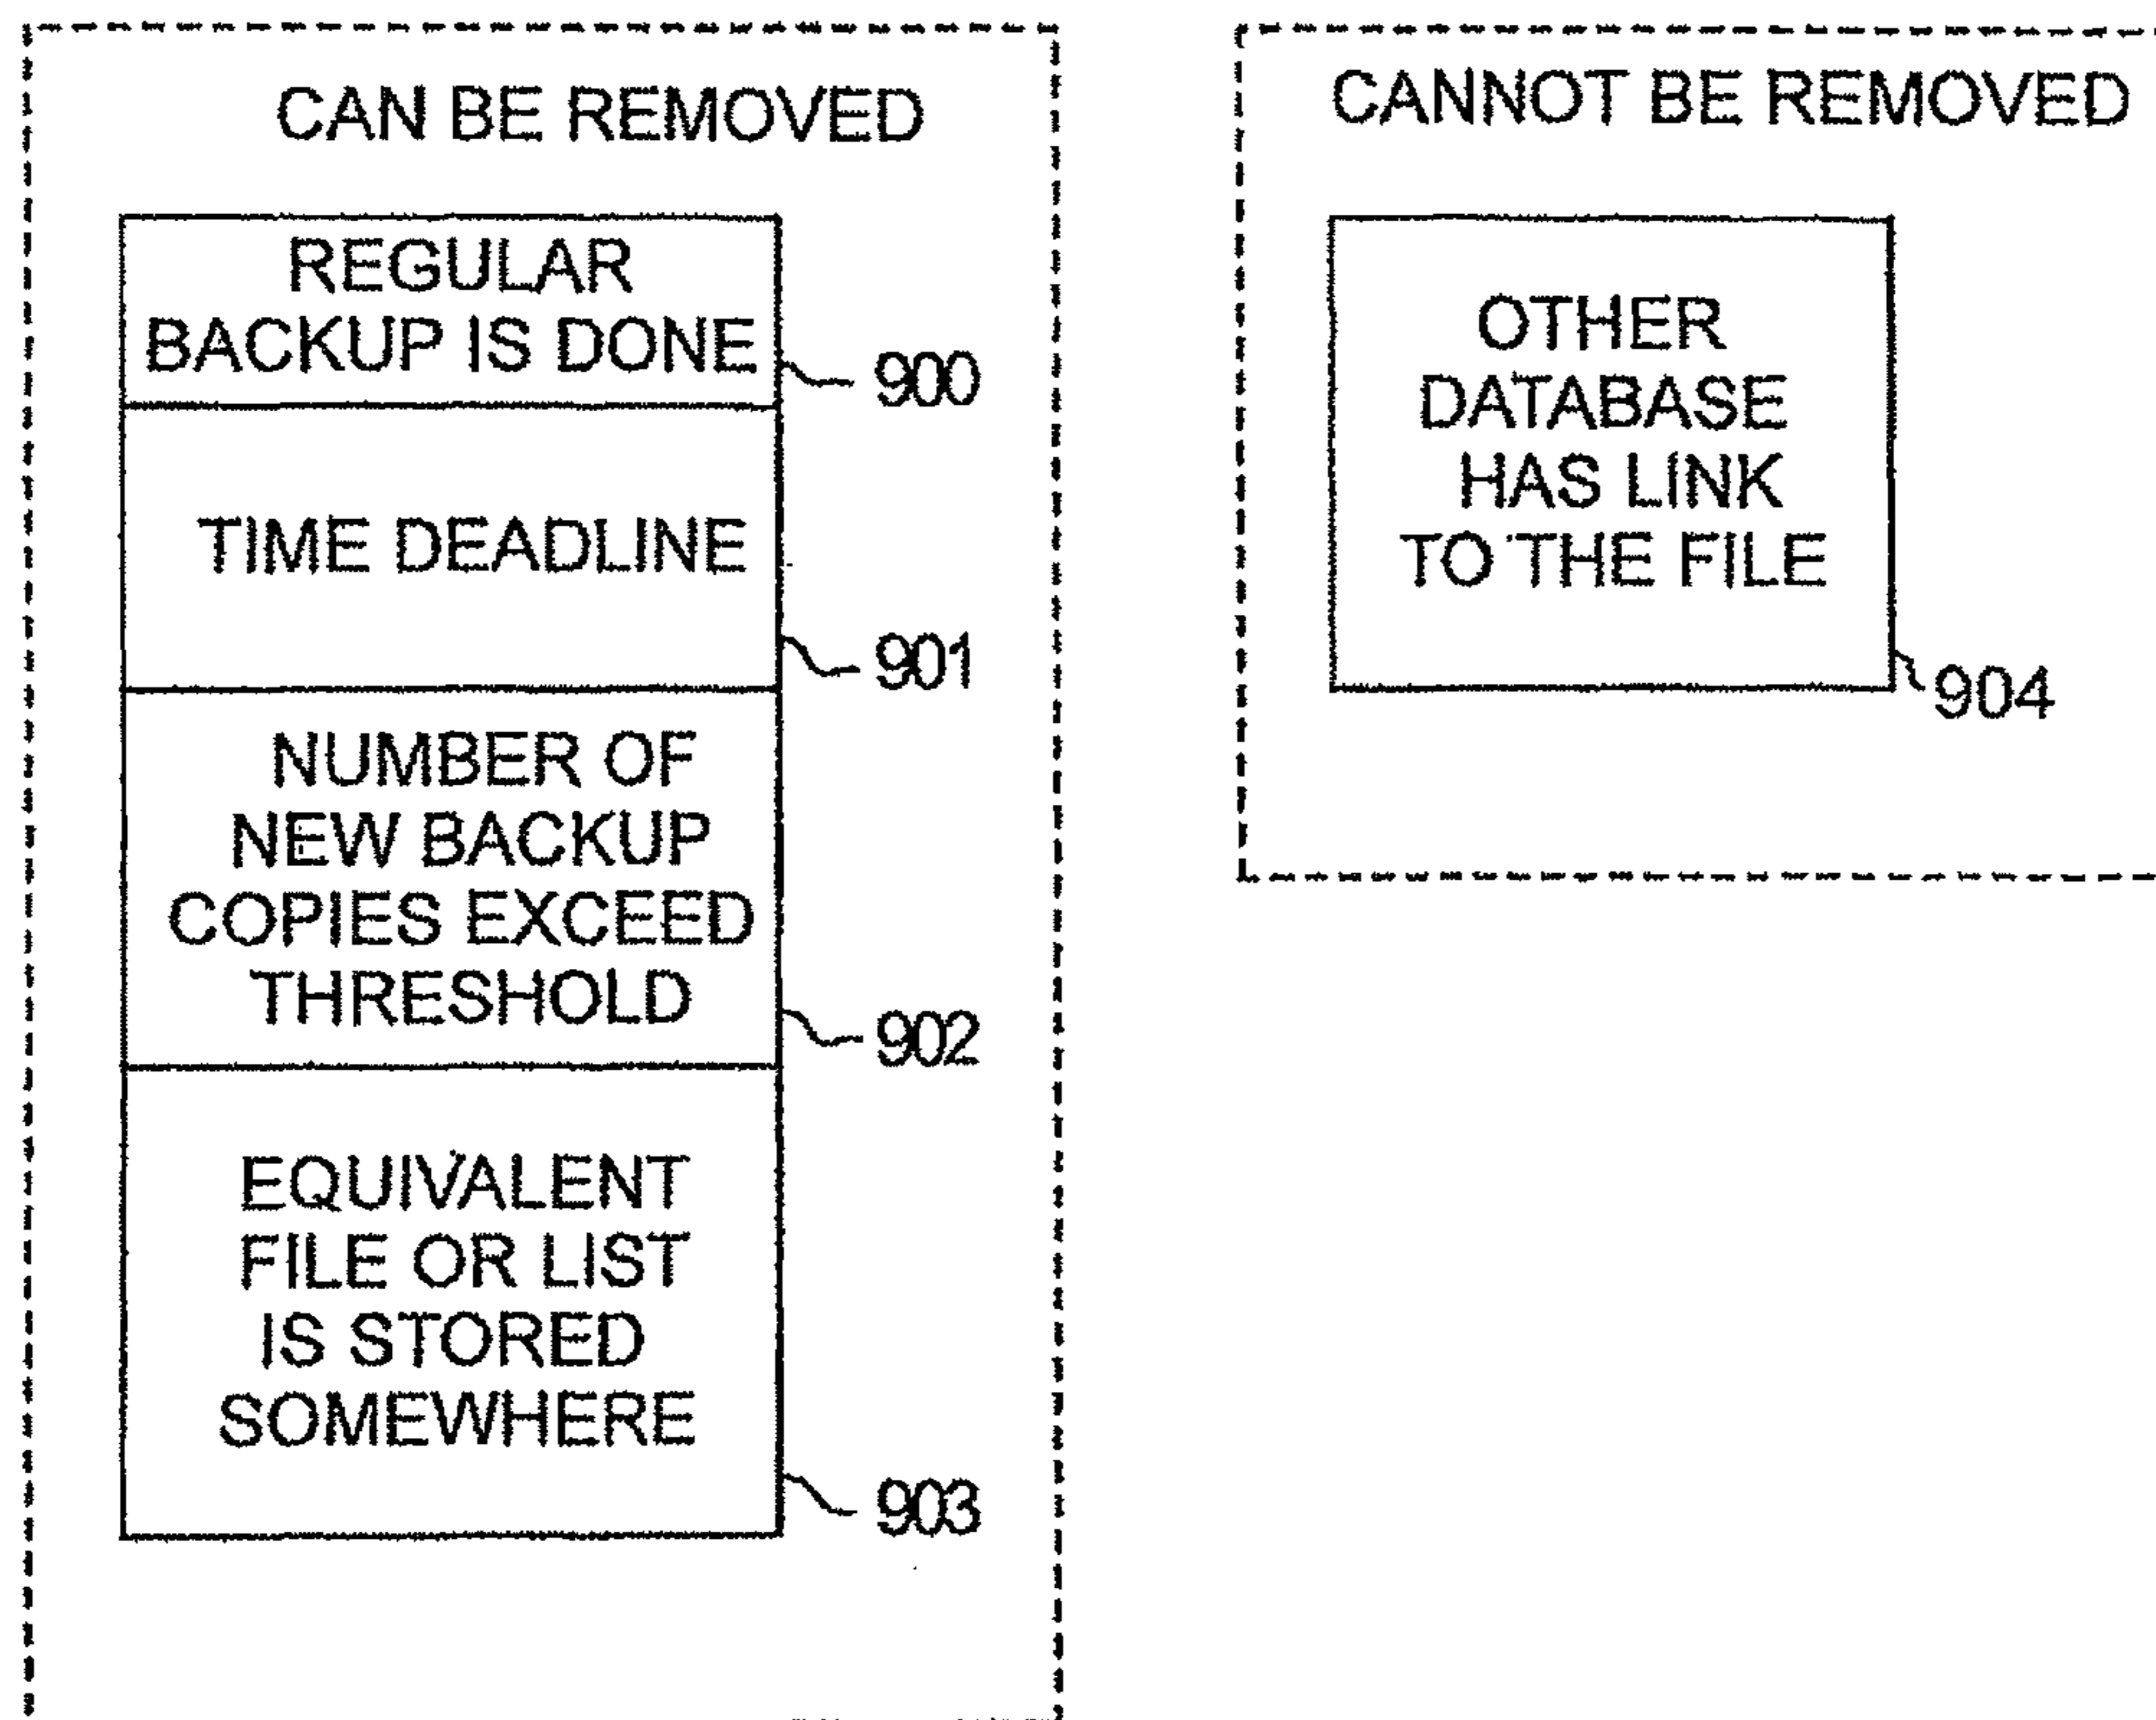 CAN BE REMOVED
REGULAR
BACKUP IS DONE
900
TIME DEADLINE
901
NUMBER OF
NEW BACKUP
COPIES EXCEED
THRESHOLD
902
EQUIVALENT
FILE OR LIST
IS STORED
SOMEWHERE
903
CANNOT BE REMOVED
OTHER
DATABASE
HAS LINK
TO THE FILE
904